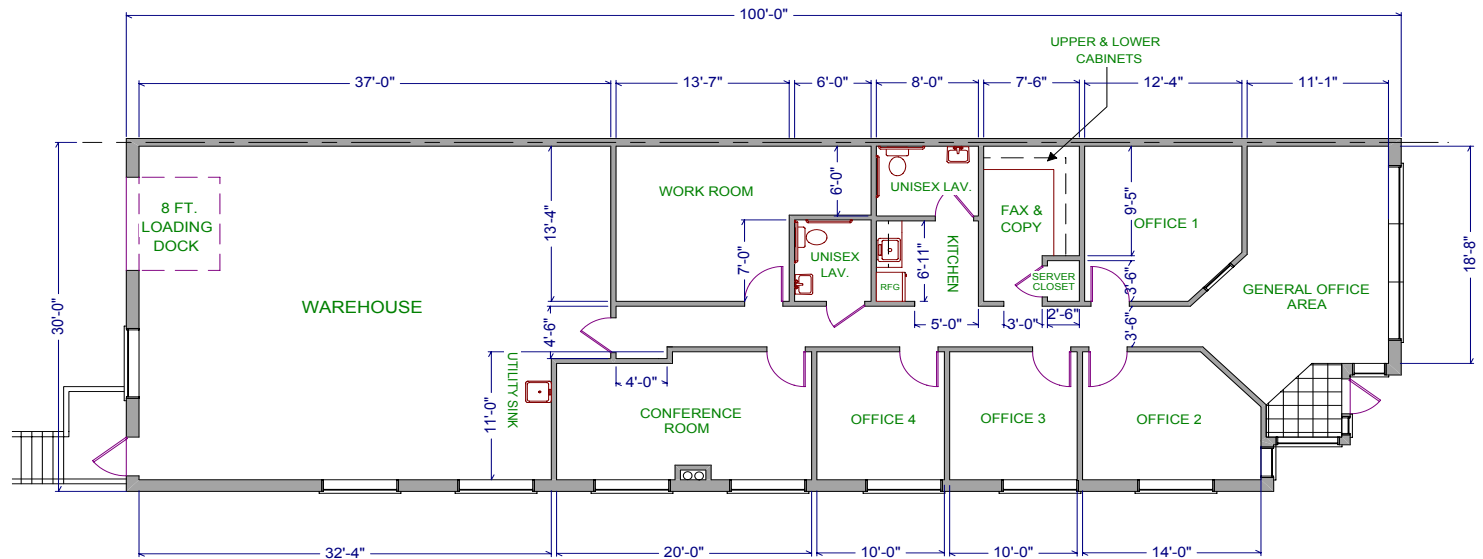 100'-0"
UPPER & LOWER
CABINETS
37'-0"
13'-7"
6'-0"
8'-0"
7'-6"
12'-4"
11'-1"
30'-0"
8 FT.
LOADING
DOCK
WAREHOUSE
13'-4"
4'-6"
UTILITY SINK
11'-0"
WORK ROOM
6'-0"
7'-0"
UNISEX
LAV.
UNISEX LAV.
KITCHEN
6'-11"
RFG
5'-0"
FAX &
COPY
SERVER
CLOSET
3'-0"
2'-6"
OFFICE 1
9'-5"
3'-6"
3'-6"
GENERAL OFFICE
AREA
18'-8"
4'-0"
CONFERENCE
ROOM
OFFICE 4
OFFICE 3
OFFICE 2
32'-4"
20'-0"
10'-0"
10'-0"
14'-0"